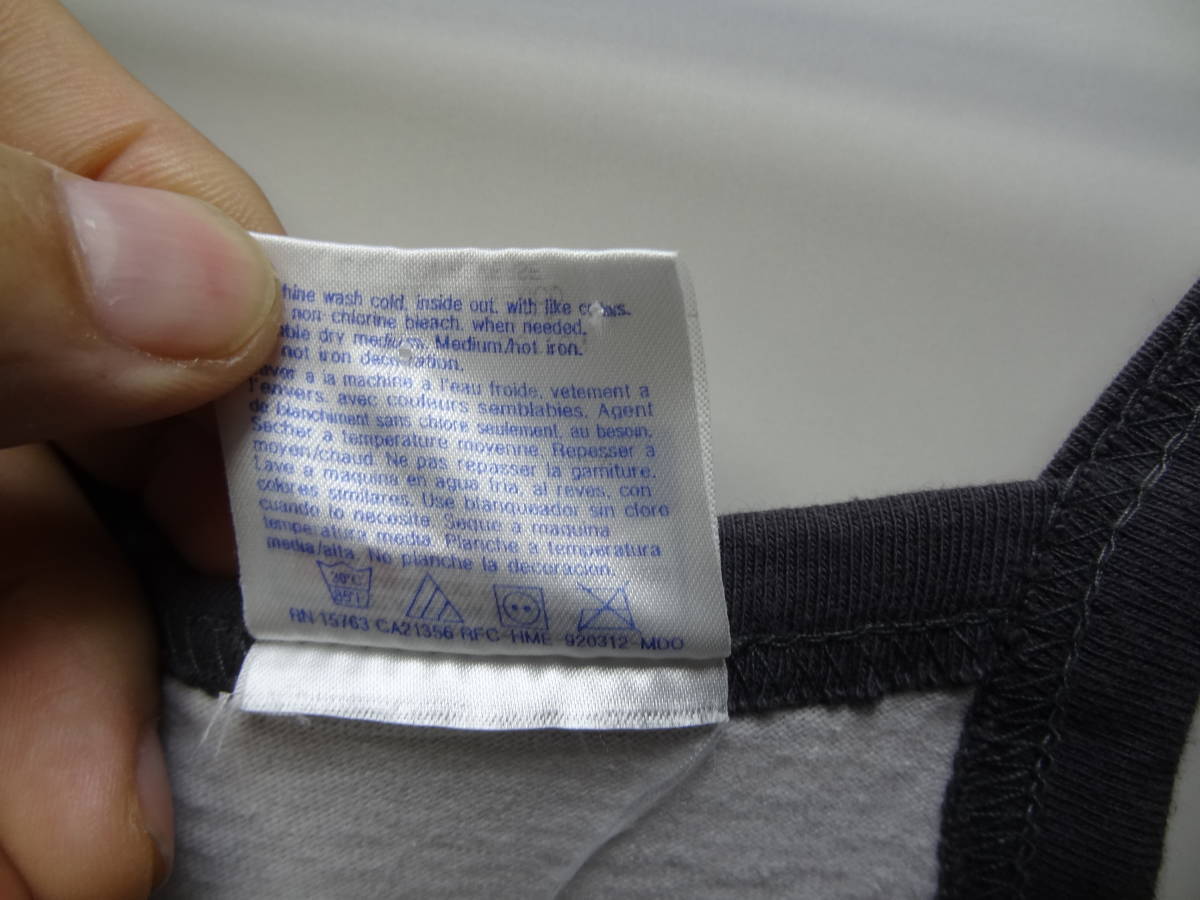 hine wash cold, inside out, with like
non chlorine bleach, when needed.
ble dry medium. Medium/hot iron.
not iron decoration.
aver a la machine a l'eau froide, vetement a
l'envers, avec couleurs semblabies. Agent
de blanchiment sans chlore seulement, au besoin.
Secher a temperature moyenne. Repesser a
moyen/chaud. Ne pas repasser la garniture.
Lave a maquina en agua fria, al reves, con
colores similares. Use blanqueador sin cloro
cuando lo necesite. Seque a maquina
temperatura media. Planche a temperatura
media/alta. No planche la decoracion.
30°C
85°F
RN 15763 CA21356 RFC-HME 920312-MDO